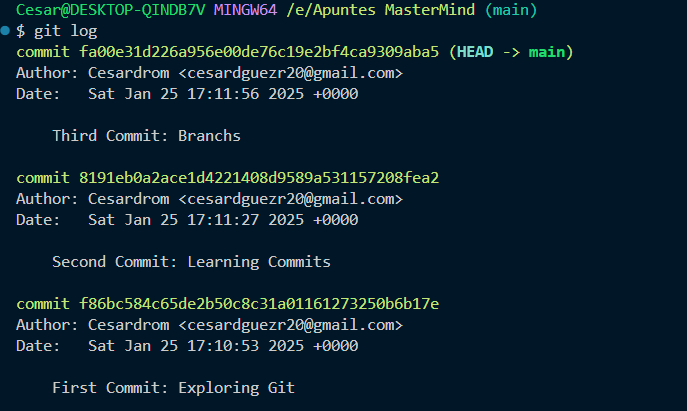 Cesar@DESKTOP-QINDB7V MINGW64 /e/Apuntes MasterMind (main)
$ git log
commit fa00e31d226a956e00de76c19e2bf4ca9309aba5 (HEAD -> main)
Author: Cesardrom <cesardguezr20@gmail.com>
Date:   Sat Jan 25 17:11:56 2025 +0000
    Third Commit: Branchs
commit 8191eb0a2ace1d4221408d9589a531157208fea2
Author: Cesardrom <cesardguezr20@gmail.com>
Date:   Sat Jan 25 17:11:27 2025 +0000
    Second Commit: Learning Commits
commit f86bc584c65de2b50c8c31a01161273250b6b17e
Author: Cesardrom <cesardguezr20@gmail.com>
Date:   Sat Jan 25 17:10:53 2025 +0000
    First Commit: Exploring Git